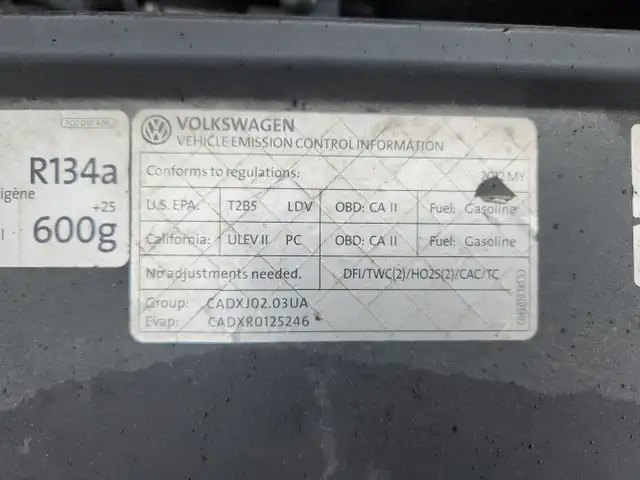 R134a
igène
+25
600g
VOLKSWAGEN
VEHICLE EMISSION CONTROL INFORMATION
Conforms to regulations: 2012 MY
U.S. EPA: T2B5 LDV OBD: CA II Fuel: Gasoline
California: ULEV II PC OBD: CA II Fuel: Gasoline
No adjustments needed. DFI/TWC(2)/HO2S(2)/CAC/TC
Group: CADXJ02.03UA
Evap: CADXR0125246